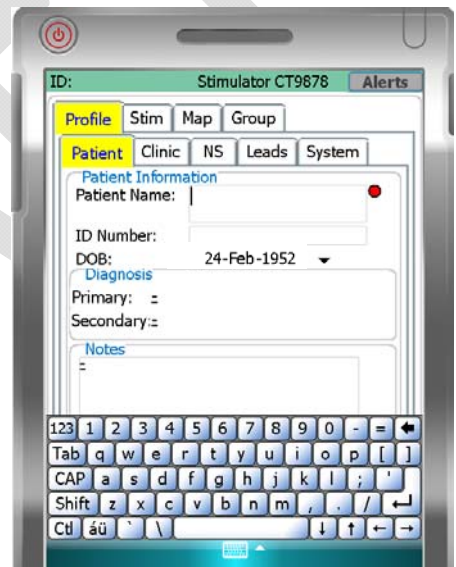 ID: Stimulator CT9878 Alerts
Profile Stim Map Group
Patient Clinic NS Leads System
Patient Information
Patient Name:
ID Number:
DOB: 24-Feb-1952
Diagnosis
Primary: -
Secondary:-
Notes
-
123 1 2 3 4 5 6 7 8 9 0 - =
Tab q w e r t y u i o p [ ]
CAP a s d f g h j k l ; '
Shift z x c v b n m , . /
Ctl áü ` \